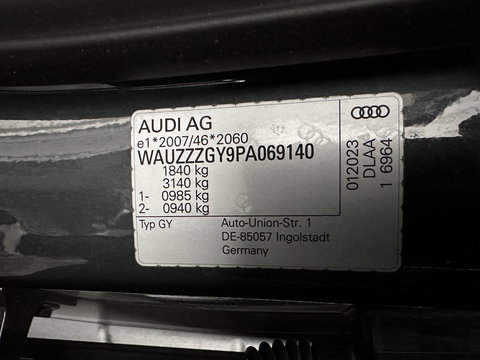 AUDI AG
e1*2007/46*2060
WAUZZZGY9PA069140
1840 kg
3140 kg
1- 0985 kg
2- 0940 kg
Typ GY
Auto-Union-Str. 1
DE-85057 Ingolstadt
Germany
012023
DLAA
1 6964